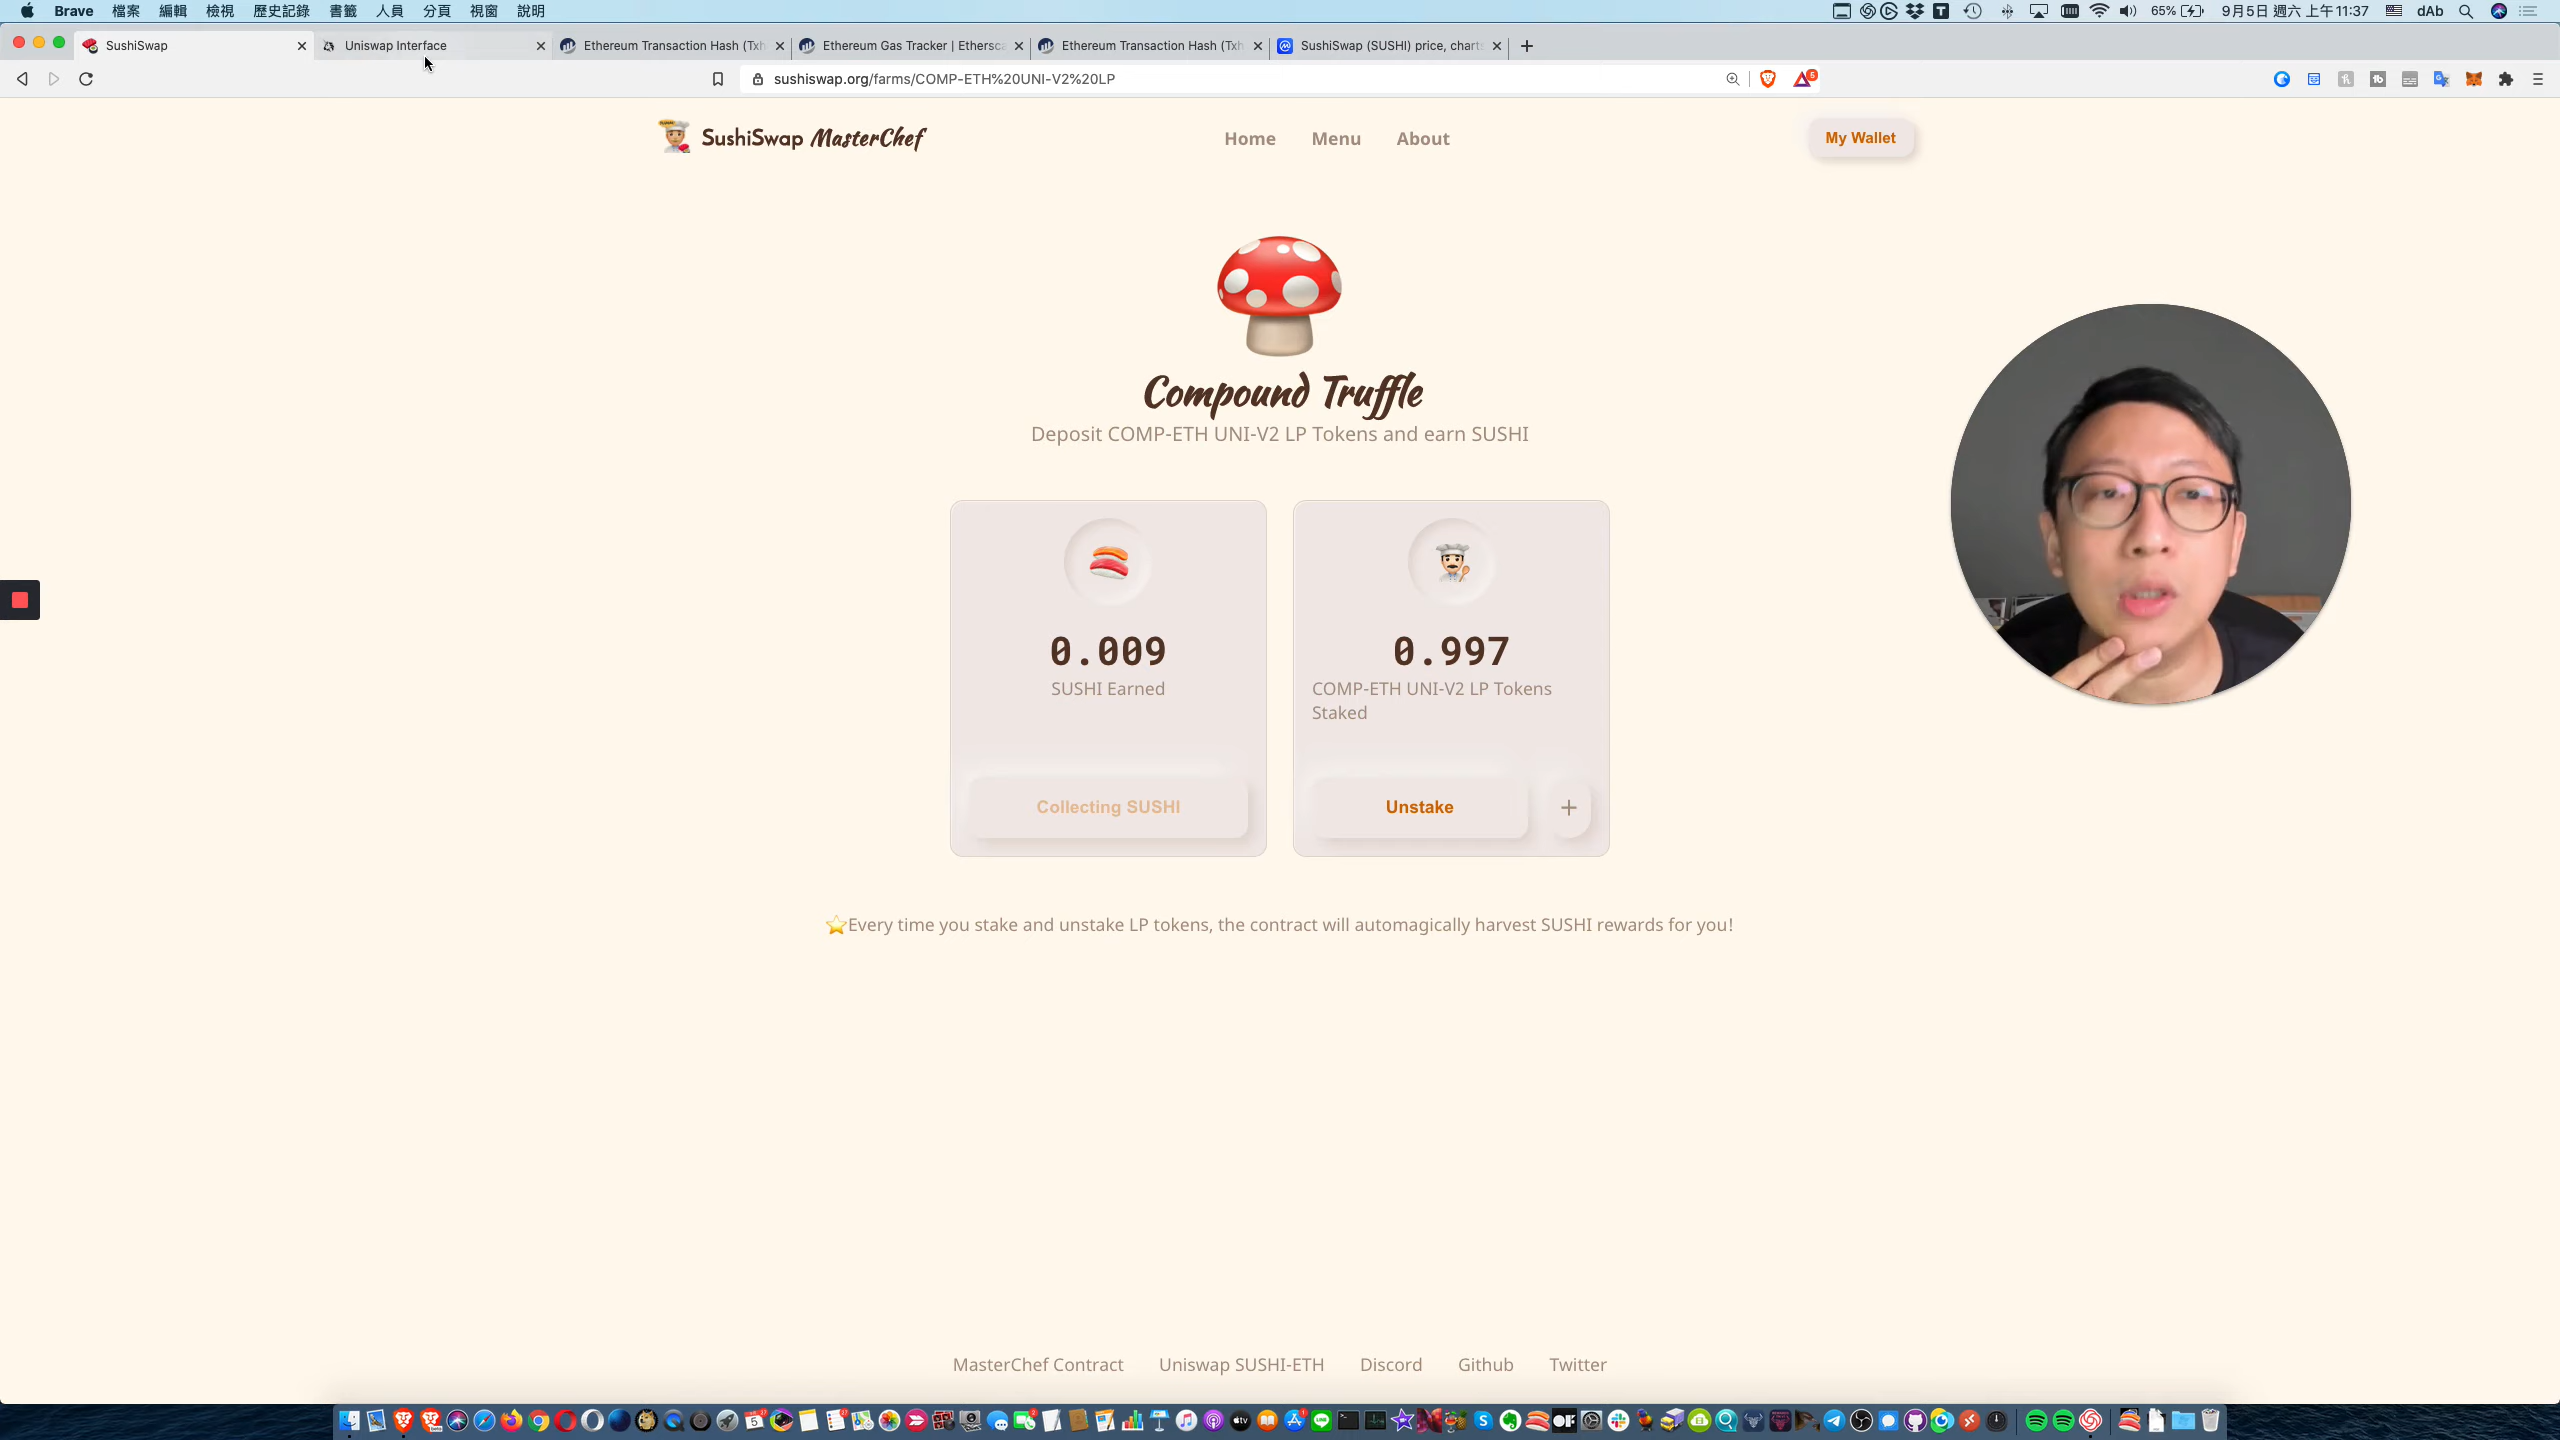 Brave 檔案 編輯 檢視 歷史記錄 書籤 人員 分頁 視窗 說明
65% 9月5日 週六 上午11:37 dAb
SushiSwap
Uniswap Interface
Ethereum Transaction Hash (Txh
Ethereum Gas Tracker | Ethersca
Ethereum Transaction Hash (Txh
SushiSwap (SUSHI) price, charts
sushiswap.org/farms/COMP-ETH%20UNI-V2%20LP
5
SushiSwap MasterChef
Home Menu About
My Wallet
Compound Truffle
Deposit COMP-ETH UNI-V2 LP Tokens and earn SUSHI
0.009
SUSHI Earned
Collecting SUSHI
0.997
COMP-ETH UNI-V2 LP Tokens
Staked
Unstake +
⭐Every time you stake and unstake LP tokens, the contract will automagically harvest SUSHI rewards for you!
MasterChef Contract Uniswap SUSHI-ETH Discord Github Twitter